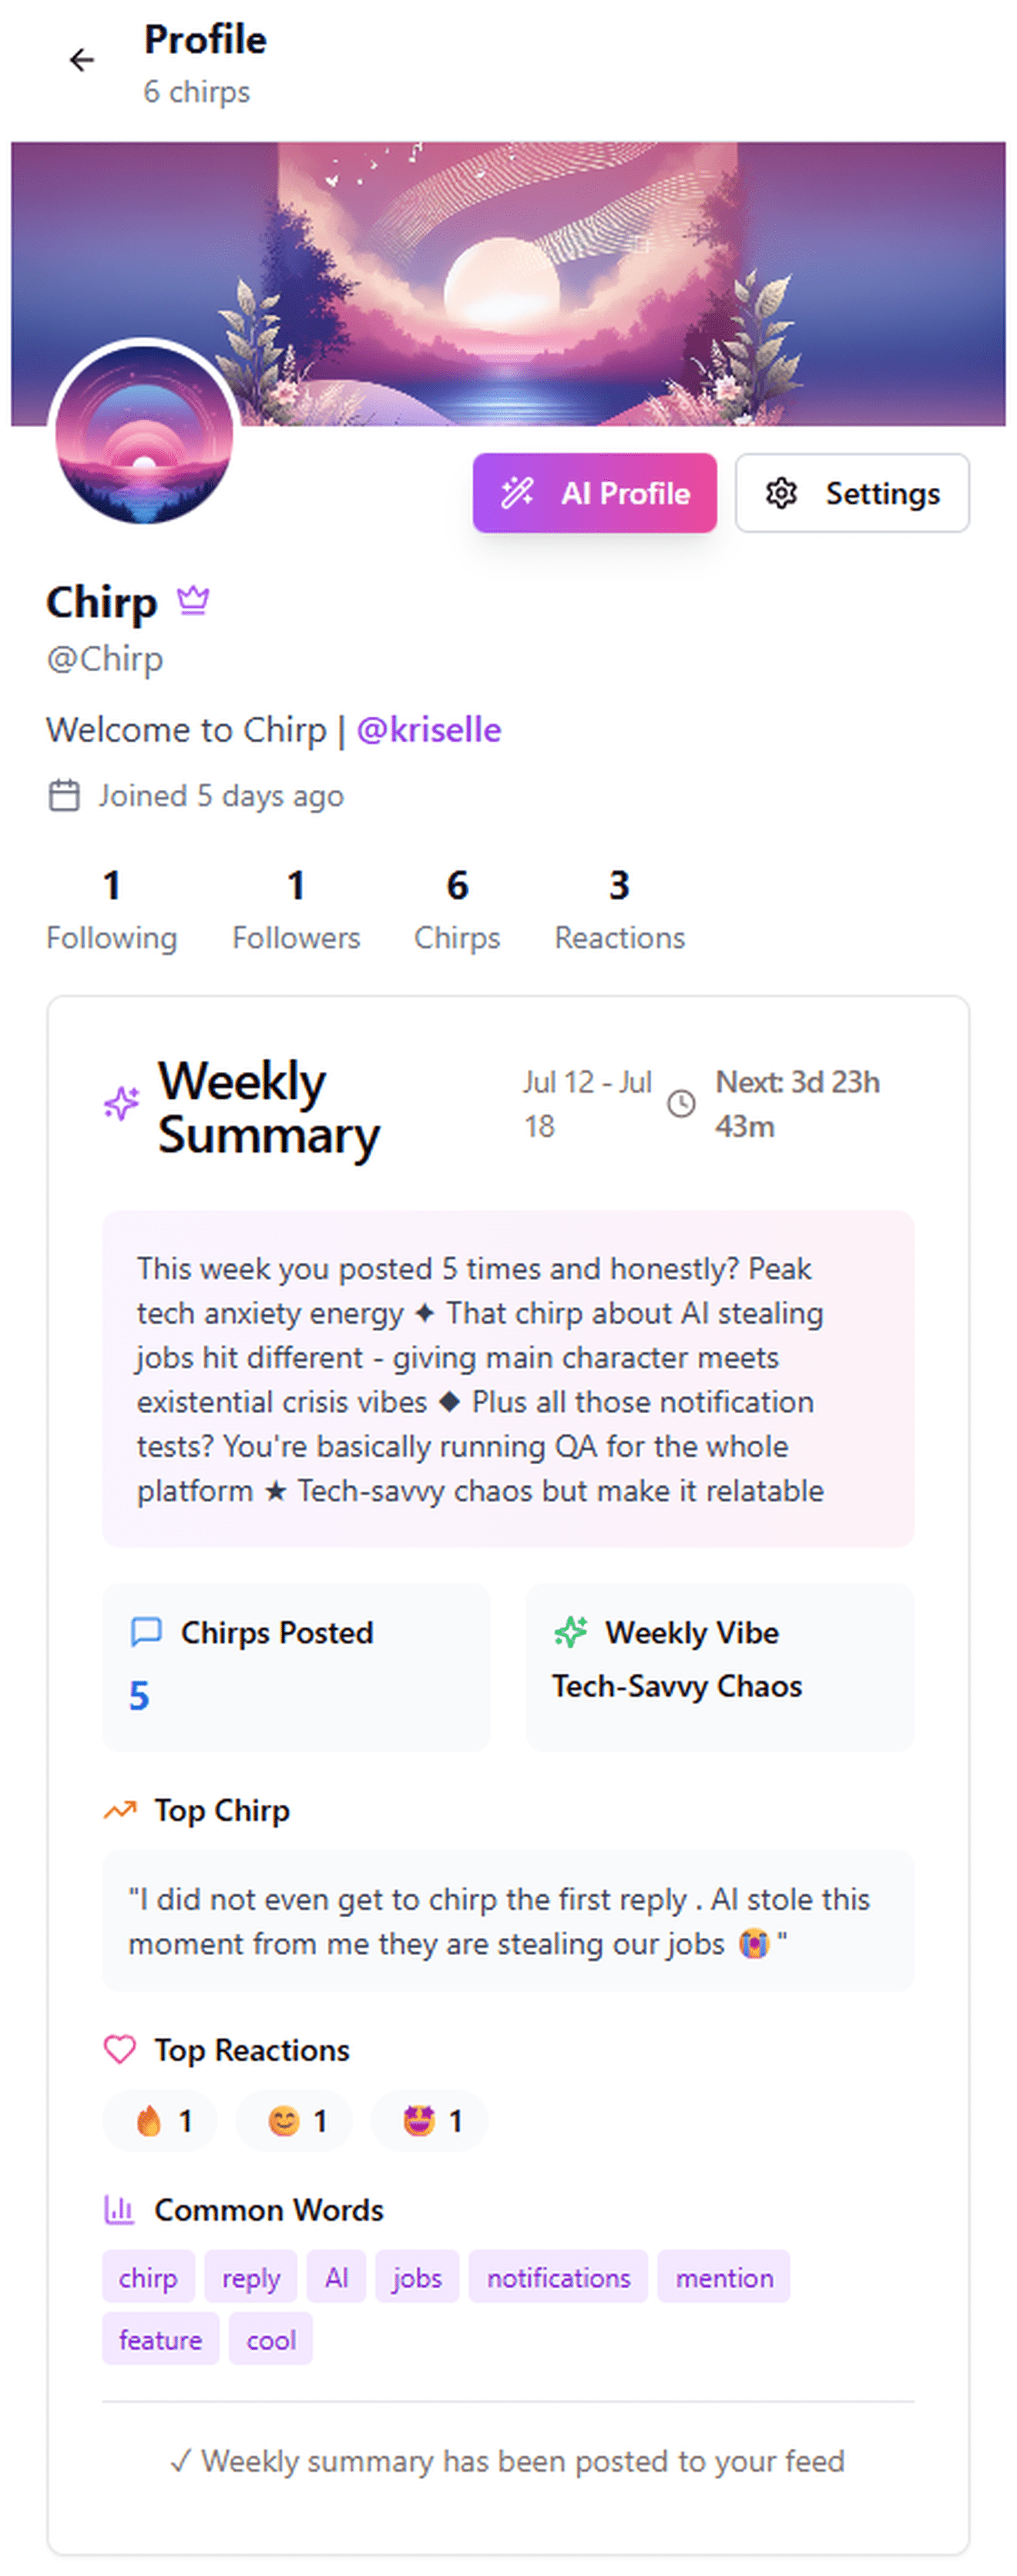 Profile
6 chirps
AI Profile
Settings
Chirp
@Chirp
Welcome to Chirp | @kriselle
Joined 5 days ago
1 1 6 3
Following Followers Chirps Reactions
Weekly
Summary
Jul 12 - Jul
18
Next: 3d 23h
43m
This week you posted 5 times and honestly? Peak
tech anxiety energy ✦ That chirp about AI stealing
jobs hit different - giving main character meets
existential crisis vibes ◆ Plus all those notification
tests? You're basically running QA for the whole
platform ★ Tech-savvy chaos but make it relatable
Chirps Posted
5
Weekly Vibe
Tech-Savvy Chaos
Top Chirp
"I did not even get to chirp the first reply . AI stole this
moment from me they are stealing our jobs 😭 "
Top Reactions
🔥 1 😊 1 🤩 1
Common Words
chirp reply AI jobs notifications mention
feature cool
✓ Weekly summary has been posted to your feed